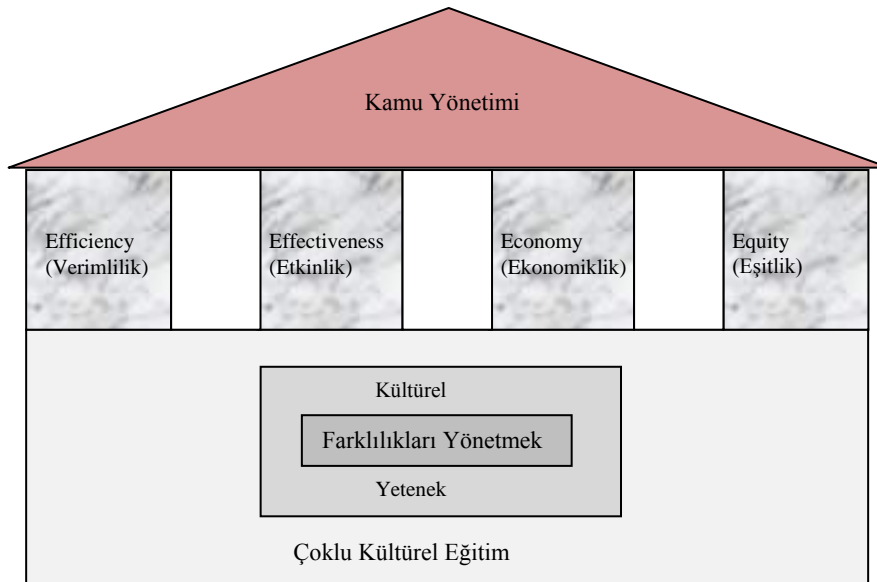 Kamu Yönetimi
Efficiency
(Verimlilik)
Effectiveness
(Etkinlik)
Economy
(Ekonomiklik)
Equity
(Eşitlik)
Kültürel
Farklılıkları Yönetmek
Yetenek
Çoklu Kültürel Eğitim